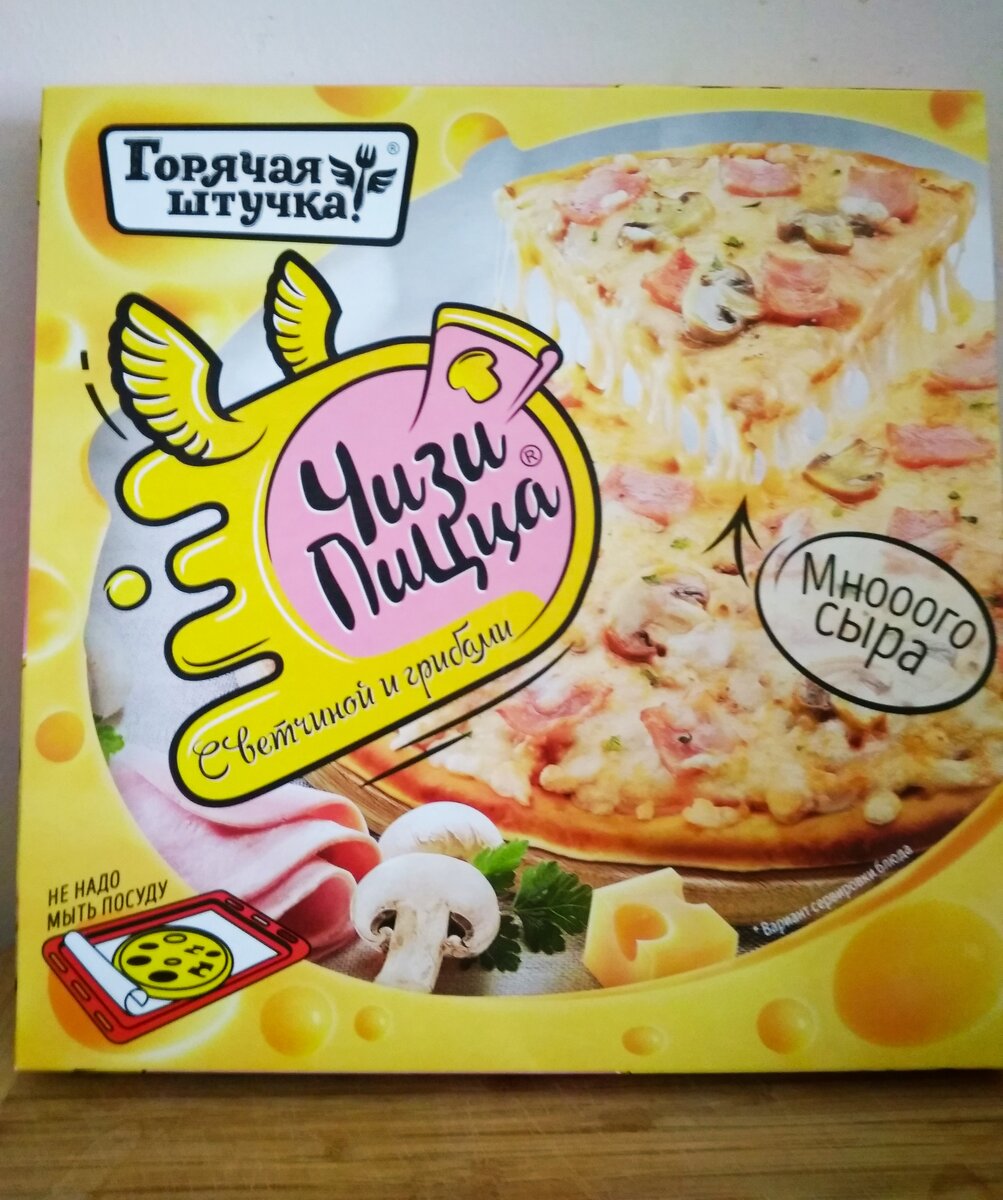 Горячая
штучка!
®
Чизи
Пицца
®
С ветчиной и грибами
Мнооого
сыра
* Вариант сервировки блюда
НЕ НАДО
МЫТЬ ПОСУДУ